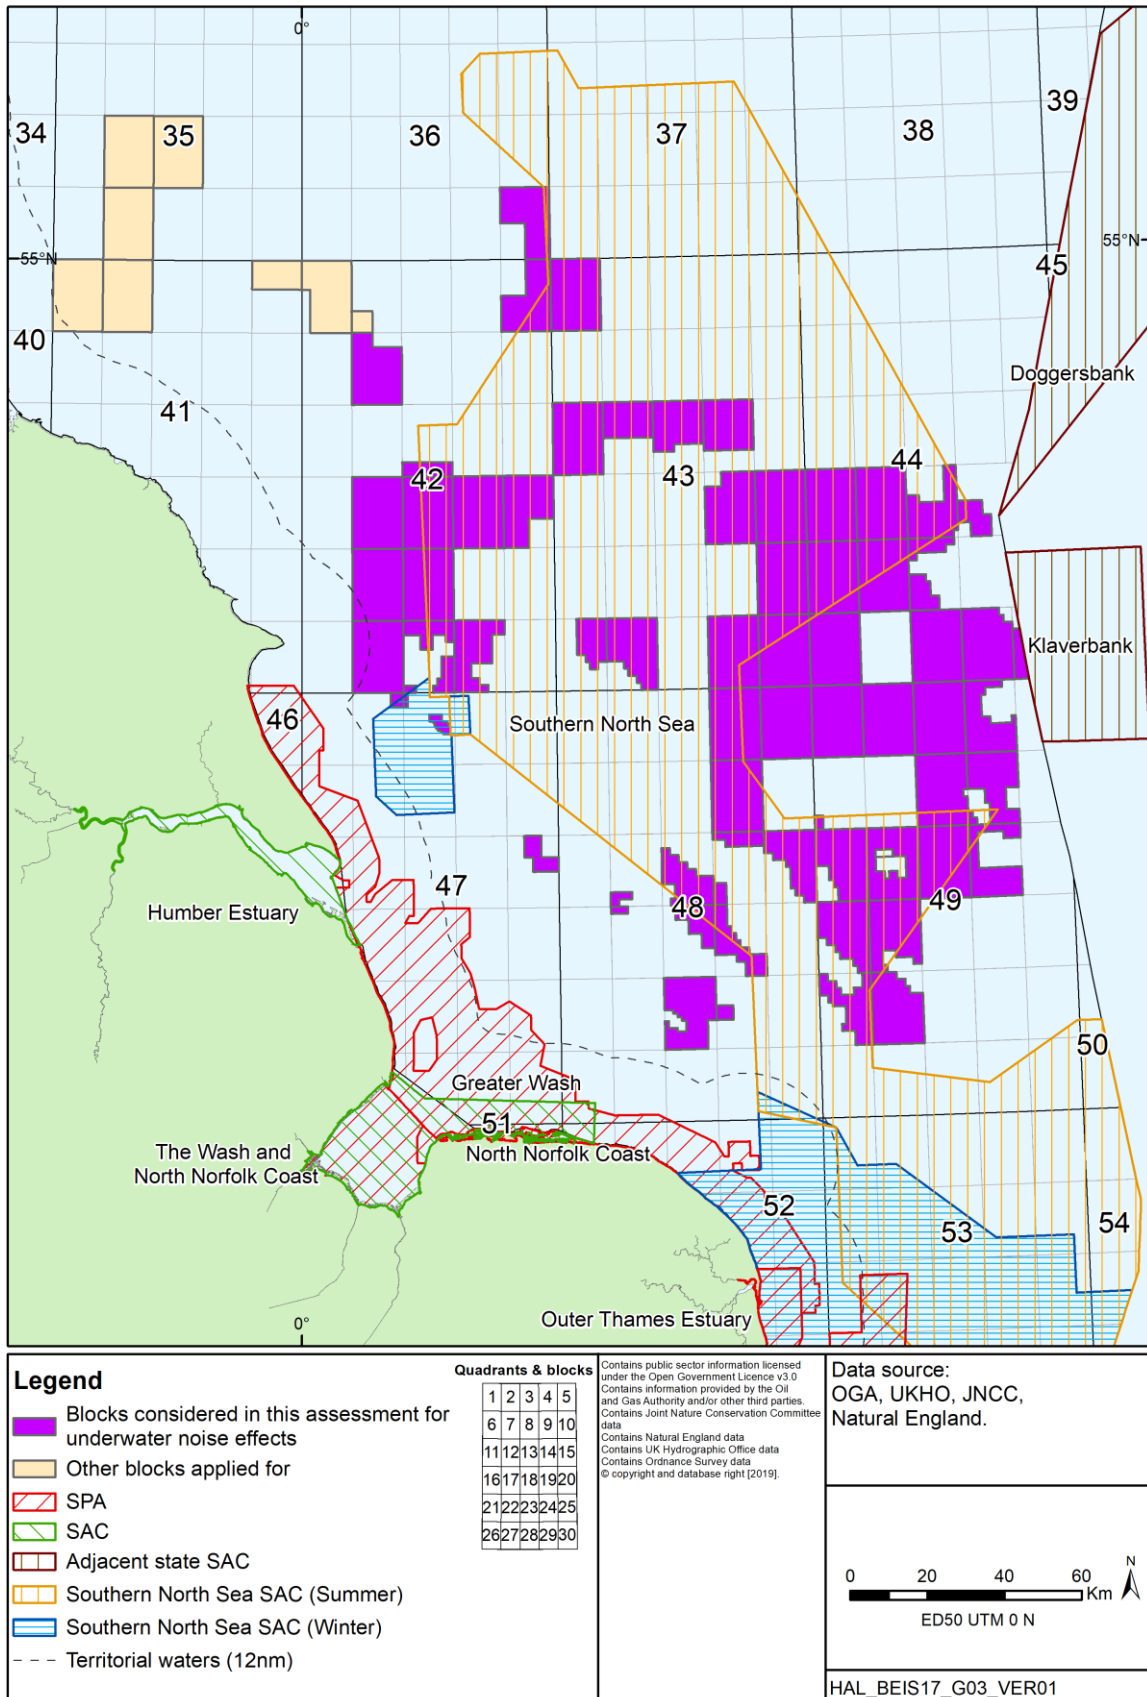 0°
34
35
36
37
38
39
55°N
55°N
45
40
Doggersbank
41
42
43
44
Klaverbank
46
Southern North Sea
47
48
49
Humber Estuary
50
Greater Wash
51
The Wash and
North Norfolk Coast
North Norfolk Coast
52
53
54
Outer Thames Estuary
0°
Legend
Blocks considered in this assessment for
underwater noise effects
Other blocks applied for
SPA
SAC
Adjacent state SAC
Southern North Sea SAC (Summer)
Southern North Sea SAC (Winter)
Territorial waters (12nm)
Quadrants & blocks
1 2 3 4 5
6 7 8 9 10
11 12 13 14 15
16 17 18 19 20
21 22 23 24 25
26 27 28 29 30
Contains public sector information licensed
under the Open Government Licence v3.0
Contains information provided by the Oil
and Gas Authority and/or other third parties.
Contains Joint Nature Conservation Committee
data
Contains Natural England data
Contains UK Hydrographic Office data
Contains Ordnance Survey data
© copyright and database right [2019].
Data source:
OGA, UKHO, JNCC,
Natural England.
N
0 20 40 60
Km
ED50 UTM 0 N
HAL_BEIS17_G03_VER01